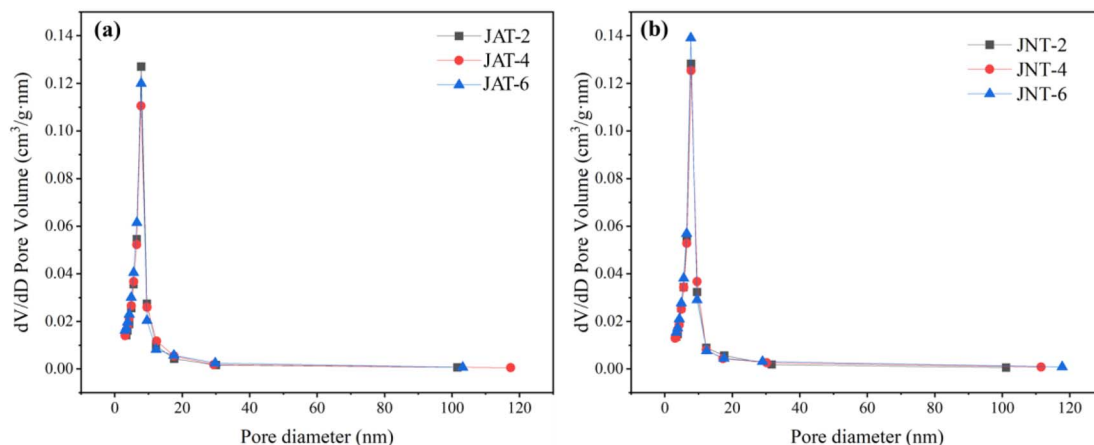 (a)
JAT-2
JAT-4
JAT-6
0.14
0.12
0.10
0.08
0.06
0.04
0.02
0.00
dV/dD Pore Volume (cm³/g·nm)
0 20 40 60 80 100 120
Pore diameter (nm)
(b)
JNT-2
JNT-4
JNT-6
0.14
0.12
0.10
0.08
0.06
0.04
0.02
0.00
dV/dD Pore Volume (cm³/g·nm)
0 20 40 60 80 100 120
Pore diameter (nm)